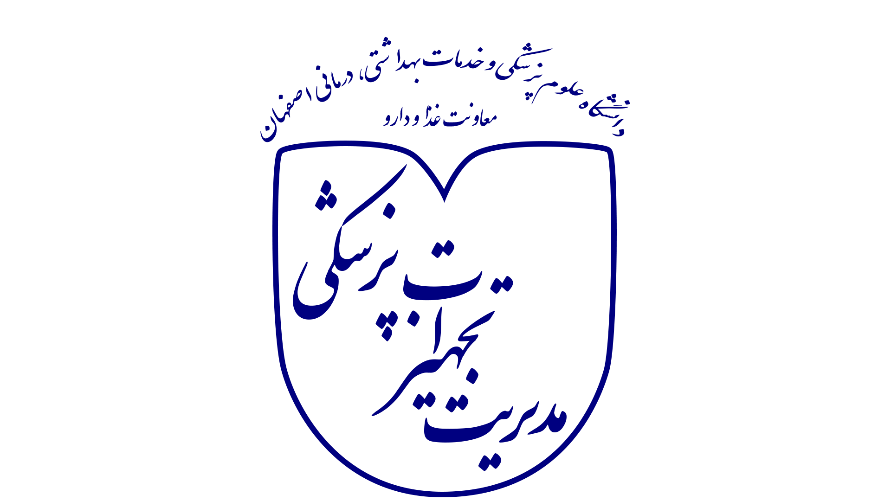 دانشگاه علوم پزشکی و خدمات بهداشتی، درمانی اصفهان
معاونت غذا و دارو
مدیریت
تجهیزات
پزشکی